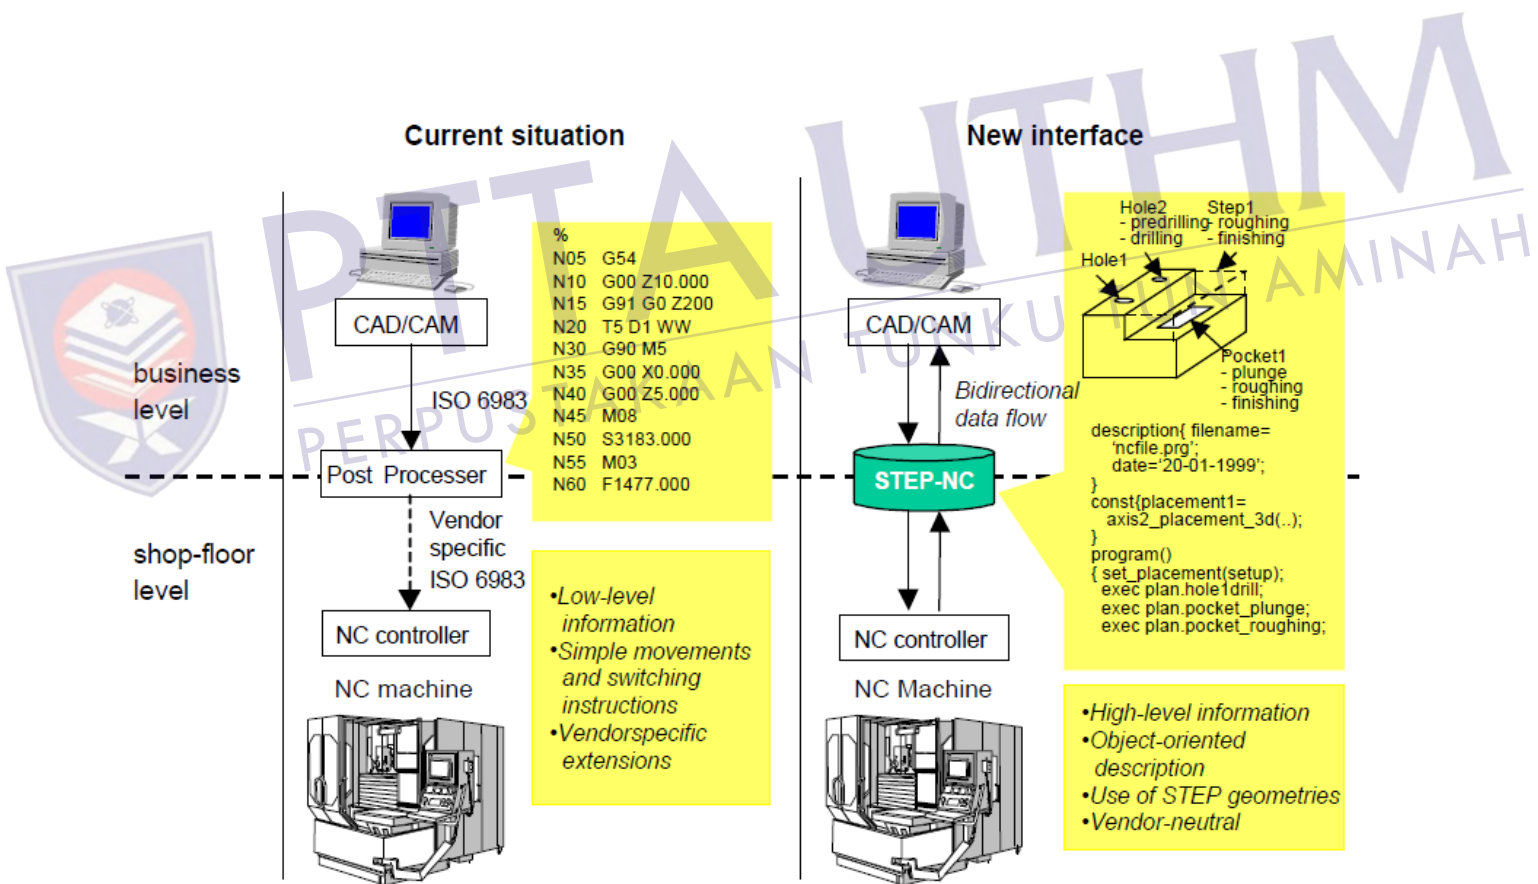 PTTA UTHM
PERPUSTAKAAN TUNKU TUN AMINAH
Current situation
New interface
business
level
shop-floor
level
CAD/CAM
ISO 6983
Post Processer
Vendor
specific
ISO 6983
NC controller
NC machine
%
N05 G54
N10 G00 Z10.000
N15 G91 G0 Z200
N20 T5 D1 WW
N30 G90 M5
N35 G00 X0.000
N40 G00 Z5.000
N45 M08
N50 S3183.000
N55 M03
N60 F1477.000
•Low-level
information
•Simple movements
and switching
instructions
•Vendorspecific
extensions
CAD/CAM
Bidirectional
data flow
STEP-NC
NC controller
NC Machine
Hole2
- predrilling
- drilling
Step1
- roughing
- finishing
Hole1
Pocket1
- plunge
- roughing
- finishing
description{ filename=
‘ncfile.prg’;
date=‘20-01-1999’;
}
const{placement1=
axis2_placement_3d(..);
}
program()
{ set_placement(setup);
exec plan.hole1drill;
exec plan.pocket_plunge;
exec plan.pocket_roughing;
•High-level information
•Object-oriented
description
•Use of STEP geometries
•Vendor-neutral